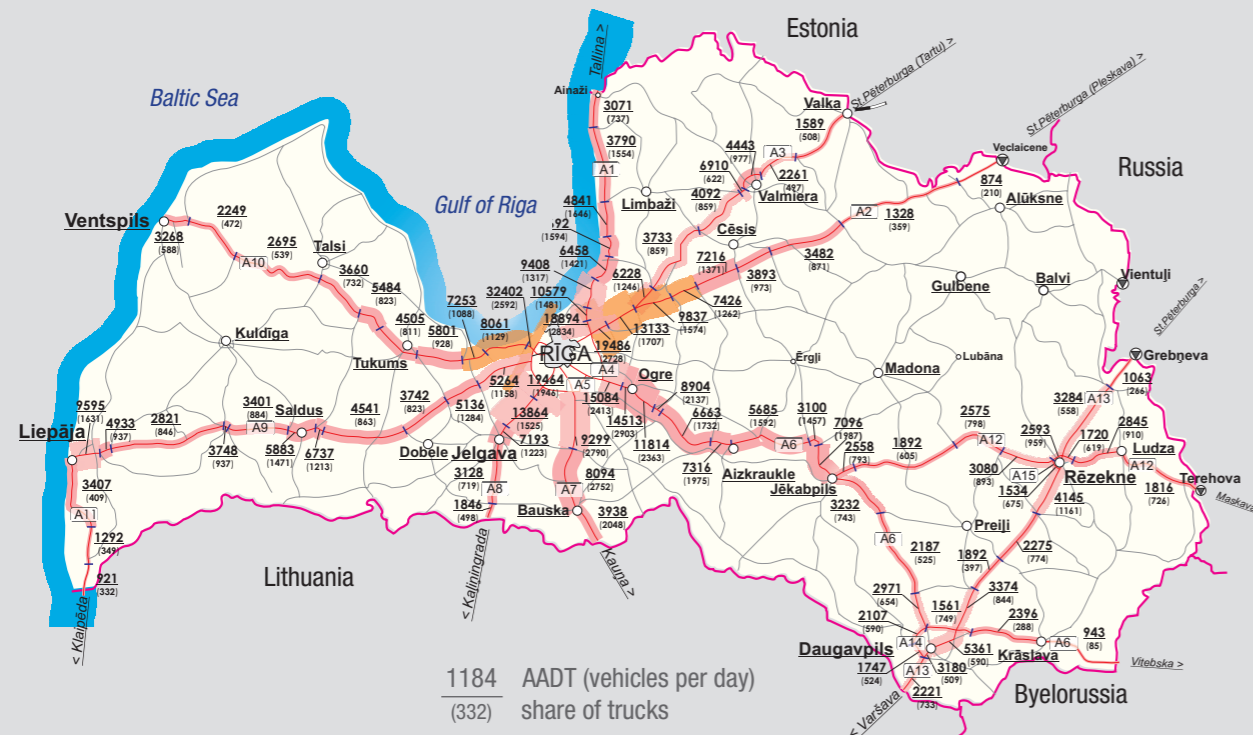 Estonia
Tallina >
Baltic Sea
Ainaži
3071
(737)
Valka
St.Pēterburga (Tartu) >
St.Pēterburga (Pleskava) >
1589
(508)
3790
(1554)
4443
(977)
A3
Veclaicene
6910
(622)
2261
A1
Russia
4092
(859)
Valmiera
874
(210)
Gulf of Riga
4841
(1646)
Limbaži
A2
1328
(359)
Alūksne
Ventspils
2249
(472)
(1594)
Cēsis
3268
(588)
3733
(859)
7216
(1371)
3482
(871)
2695
(539)
Talsi
6458
(1421)
3893
(973)
A10
9408
(1317)
6228
(1246)
3660
(732)
32402
(2592)
10579
(1481)
Gulbene
Balvi
Vientuļi
5484
(823)
7253
(1088)
7426
(1262)
18894
(2834)
9837
(1574)
St.Pēterburga >
4505
(811)
5801
(928)
8061
(1129)
13133
(1707)
Kuldīga
Tukums
RĪGA
19486
(2728)
Ērgļi
Lubāna
Grebņeva
A4
Ogre
Madona
5264
(1158)
19464
(1946)
A5
8904
(2137)
1063
(266)
9595
(1631)
3401
(884)
Saldus
3742
(823)
15084
(2413)
A13
4933
(937)
2821
(846)
4541
(863)
5136
(1284)
13864
(1525)
14513
(2903)
6663
(1732)
5685
(1592)
3100
(1457)
7096
(1987)
2575
(798)
3284
(558)
Liepāja
A9
11814
(2363)
2593
(959)
1720
(619)
2845
(910)
3748
(937)
5883
(1471)
6737
(1213)
Dobele
Jelgava
7193
(1223)
9299
(2790)
A6
2558
(793)
1892
(605)
A12
Ludza
7316
(1975)
Aizkraukle
3128
(719)
8094
(2752)
Jēkabpils
3080
(893)
A15
Rēzekne
A12
Terehova
3407
(409)
A8
A7
1534
(675)
4145
(1161)
1816
(726)
Maskava
1846
(498)
Bauska
3938
(2048)
3232
(743)
A11
Preiļi
A6
1292
(349)
< Kaļiņingrada
Kauņa >
2187
(525)
1892
(397)
2275
(774)
921
(332)
Lithuania
2971
(654)
1561
(749)
3374
(844)
< Klaipēda
2107
(590)
2396
(288)
A14
943
(85)
Daugavpils
5361
(590)
Krāslava
A6
1747
(524)
A13
3180
(509)
Vitebska >
1184 AADT (vehicles per day)
2221
(733)
Byelorussia
(332) share of trucks
< Varšava